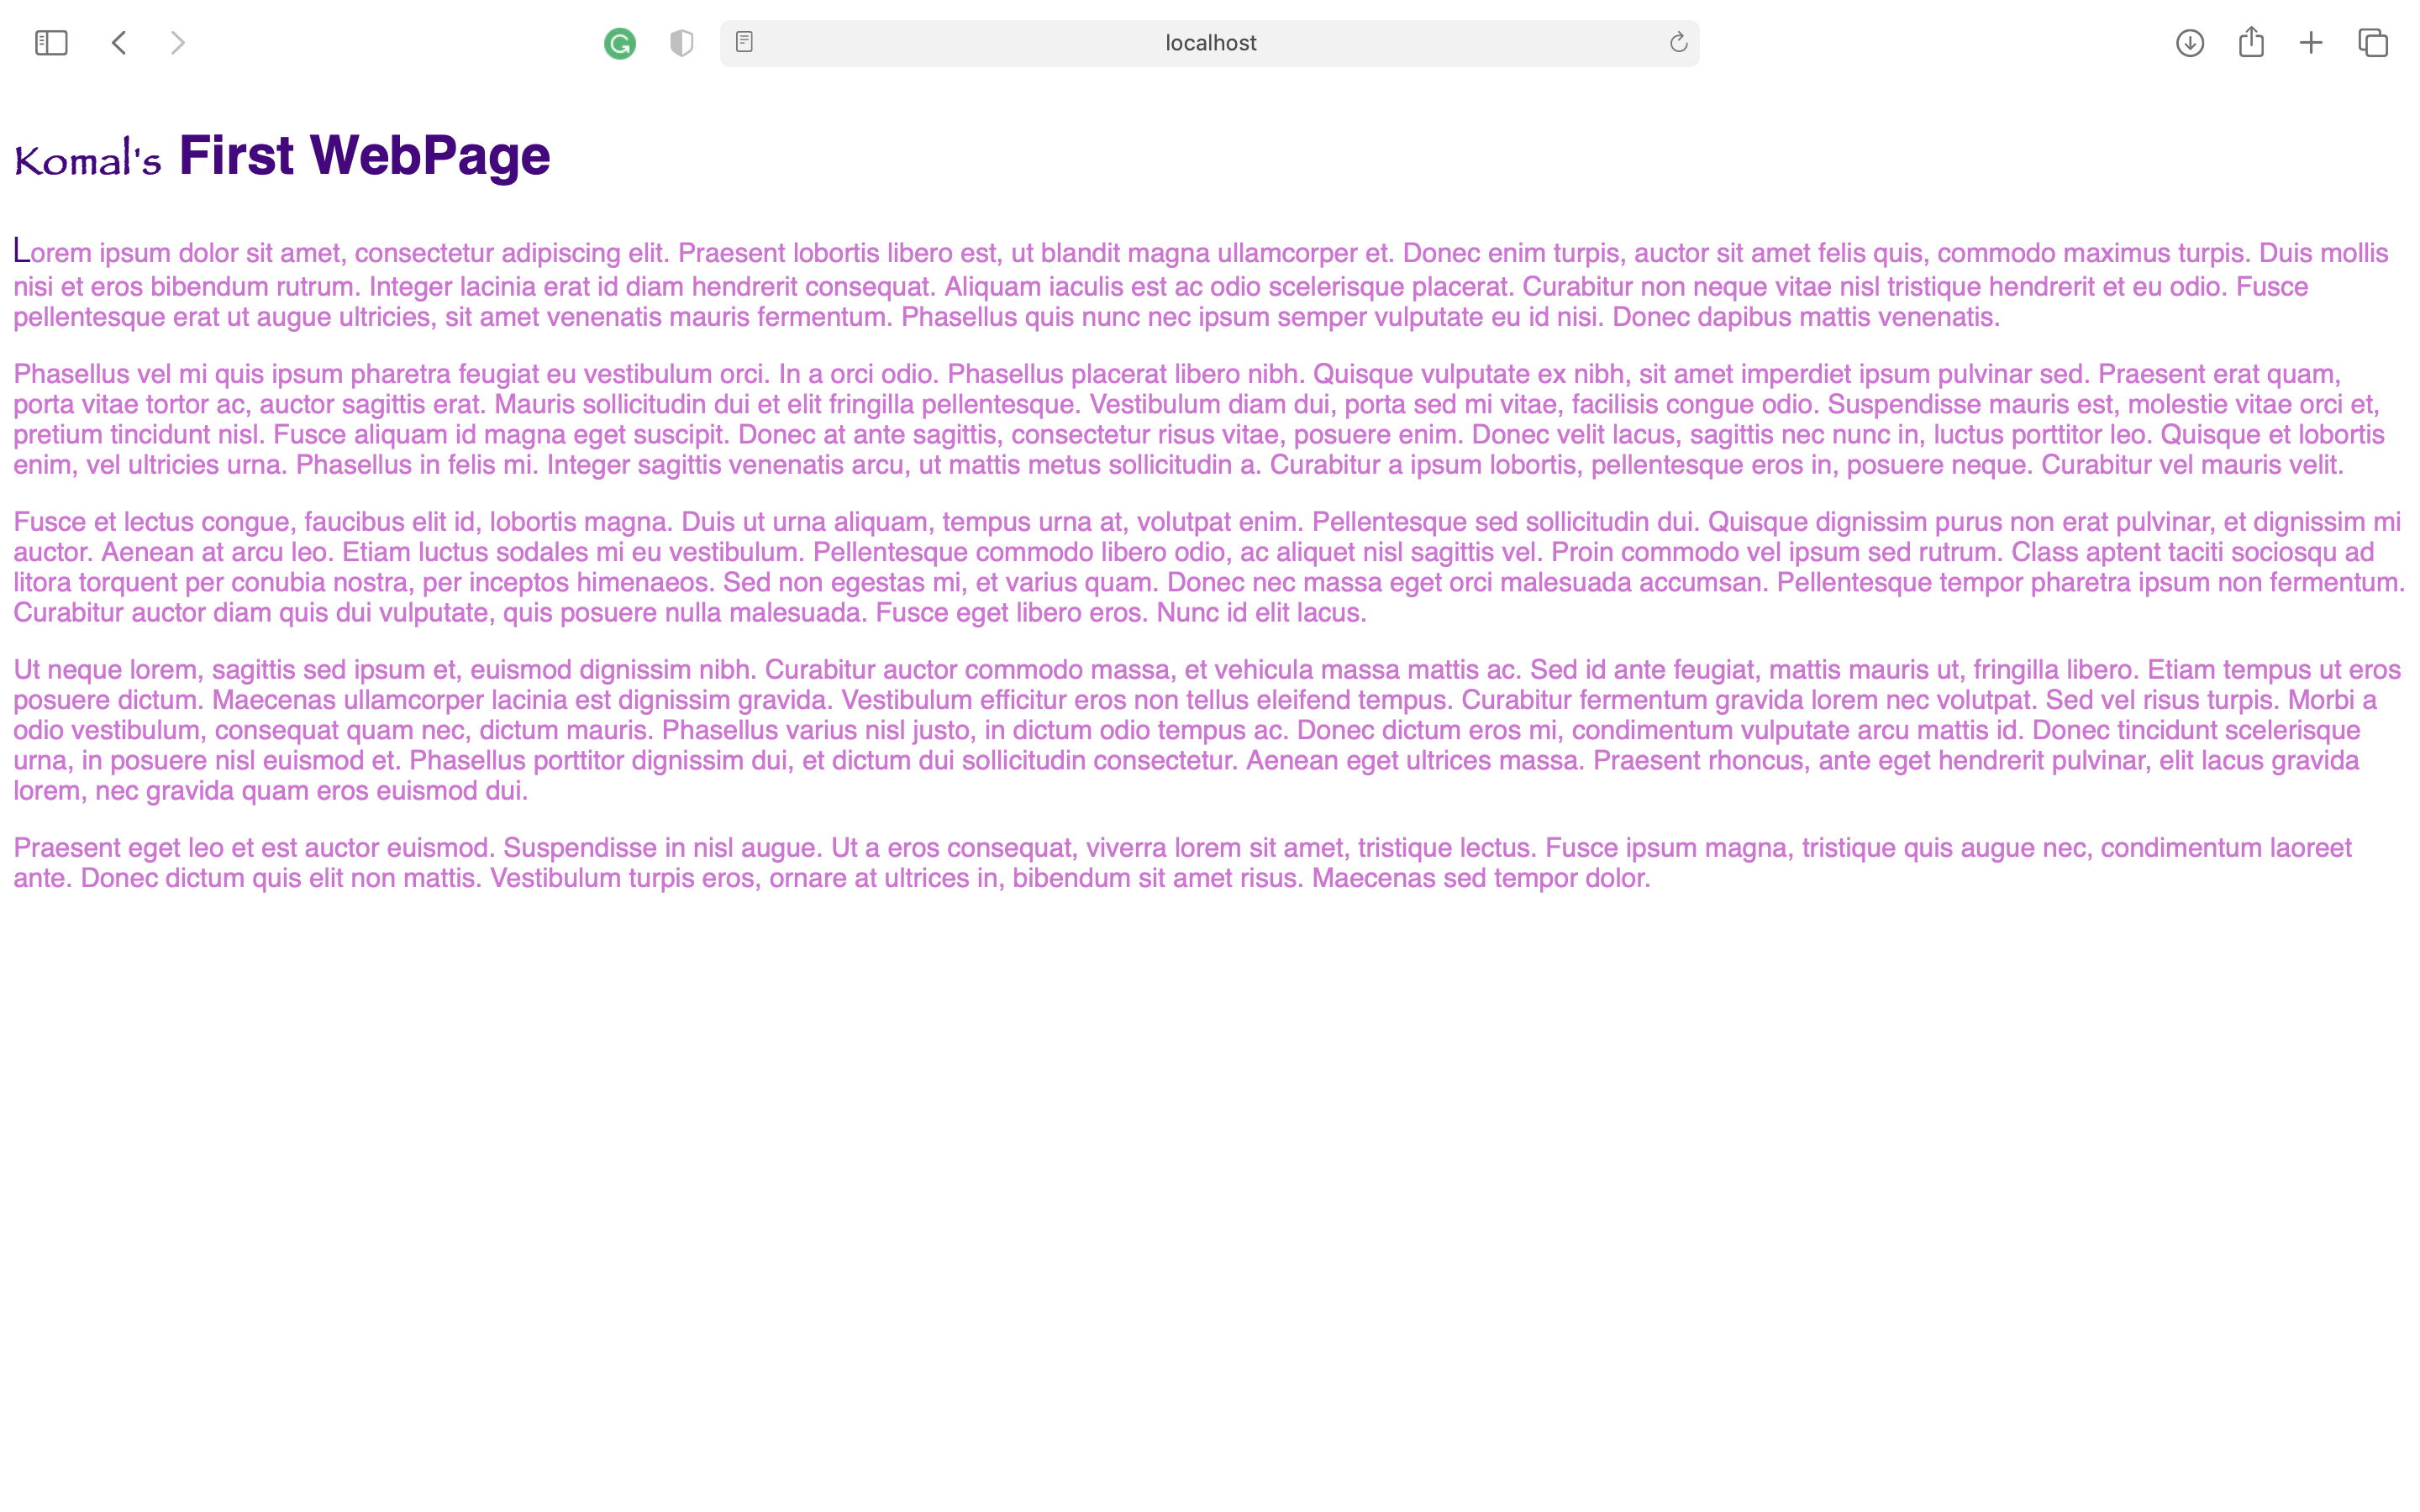 localhost
Komal's First WebPage
Lorem ipsum dolor sit amet, consectetur adipiscing elit. Praesent lobortis libero est, ut blandit magna ullamcorper et. Donec enim turpis, auctor sit amet felis quis, commodo maximus turpis. Duis mollis
nisi et eros bibendum rutrum. Integer lacinia erat id diam hendrerit consequat. Aliquam iaculis est ac odio scelerisque placerat. Curabitur non neque vitae nisl tristique hendrerit et eu odio. Fusce
pellentesque erat ut augue ultricies, sit amet venenatis mauris fermentum. Phasellus quis nunc nec ipsum semper vulputate eu id nisi. Donec dapibus mattis venenatis.
Phasellus vel mi quis ipsum pharetra feugiat eu vestibulum orci. In a orci odio. Phasellus placerat libero nibh. Quisque vulputate ex nibh, sit amet imperdiet ipsum pulvinar sed. Praesent erat quam,
porta vitae tortor ac, auctor sagittis erat. Mauris sollicitudin dui et elit fringilla pellentesque. Vestibulum diam dui, porta sed mi vitae, facilisis congue odio. Suspendisse mauris est, molestie vitae orci et,
pretium tincidunt nisl. Fusce aliquam id magna eget suscipit. Donec at ante sagittis, consectetur risus vitae, posuere enim. Donec velit lacus, sagittis nec nunc in, luctus porttitor leo. Quisque et lobortis
enim, vel ultricies urna. Phasellus in felis mi. Integer sagittis venenatis arcu, ut mattis metus sollicitudin a. Curabitur a ipsum lobortis, pellentesque eros in, posuere neque. Curabitur vel mauris velit.
Fusce et lectus congue, faucibus elit id, lobortis magna. Duis ut urna aliquam, tempus urna at, volutpat enim. Pellentesque sed sollicitudin dui. Quisque dignissim purus non erat pulvinar, et dignissim mi
auctor. Aenean at arcu leo. Etiam luctus sodales mi eu vestibulum. Pellentesque commodo libero odio, ac aliquet nisl sagittis vel. Proin commodo vel ipsum sed rutrum. Class aptent taciti sociosqu ad
litora torquent per conubia nostra, per inceptos himenaeos. Sed non egestas mi, et varius quam. Donec nec massa eget orci malesuada accumsan. Pellentesque tempor pharetra ipsum non fermentum.
Curabitur auctor diam quis dui vulputate, quis posuere nulla malesuada. Fusce eget libero eros. Nunc id elit lacus.
Ut neque lorem, sagittis sed ipsum et, euismod dignissim nibh. Curabitur auctor commodo massa, et vehicula massa mattis ac. Sed id ante feugiat, mattis mauris ut, fringilla libero. Etiam tempus ut eros
posuere dictum. Maecenas ullamcorper lacinia est dignissim gravida. Vestibulum efficitur eros non tellus eleifend tempus. Curabitur fermentum gravida lorem nec volutpat. Sed vel risus turpis. Morbi a
odio vestibulum, consequat quam nec, dictum mauris. Phasellus varius nisl justo, in dictum odio tempus ac. Donec dictum eros mi, condimentum vulputate arcu mattis id. Donec tincidunt scelerisque
urna, in posuere nisl euismod et. Phasellus porttitor dignissim dui, et dictum dui sollicitudin consectetur. Aenean eget ultrices massa. Praesent rhoncus, ante eget hendrerit pulvinar, elit lacus gravida
lorem, nec gravida quam eros euismod dui.
Praesent eget leo et est auctor euismod. Suspendisse in nisl augue. Ut a eros consequat, viverra lorem sit amet, tristique lectus. Fusce ipsum magna, tristique quis augue nec, condimentum laoreet
ante. Donec dictum quis elit non mattis. Vestibulum turpis eros, ornare at ultrices in, bibendum sit amet risus. Maecenas sed tempor dolor.